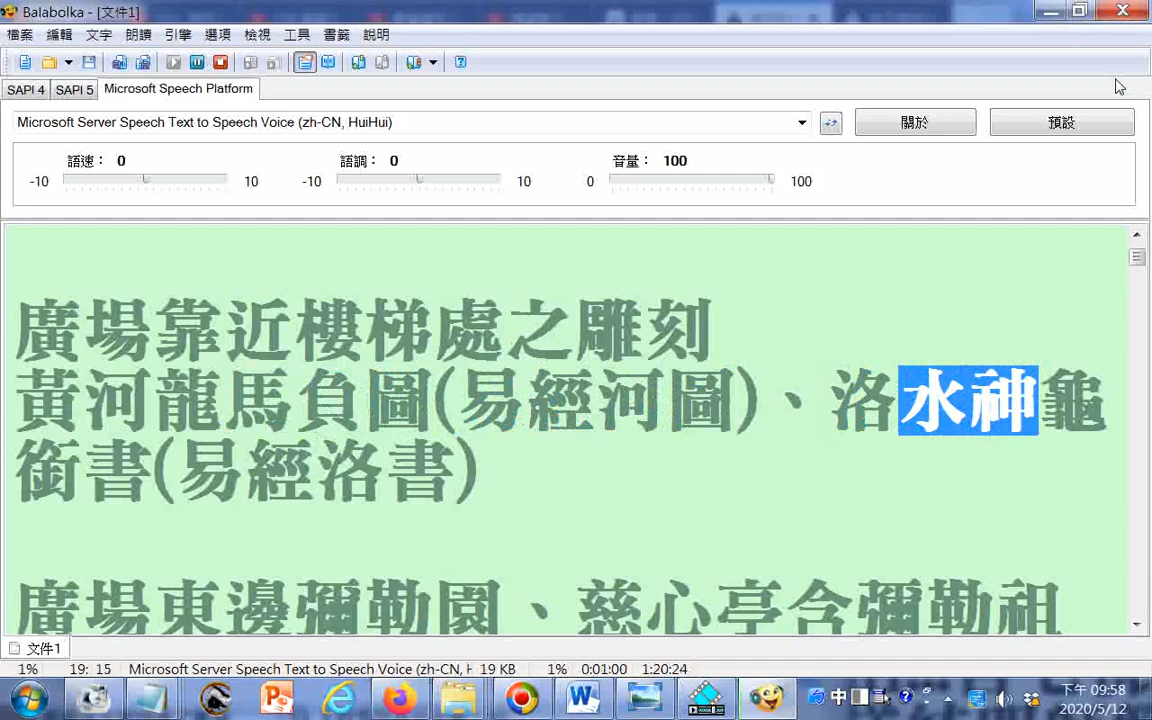 Balabolka - [文件1]
檔案 編輯 文字 朗讀 引擎 選項 檢視 工具 書籤 說明
SAPI 4 SAPI 5 Microsoft Speech Platform
Microsoft Server Speech Text to Speech Voice (zh-CN, HuiHui) 關於 預設
語速： 0 語調： 0 音量： 100
-10 10 -10 10 0 100
廣場靠近樓梯處之雕刻
黃河龍馬負圖(易經河圖)、洛水神龜
銜書(易經洛書)
廣場東邊彌勒園、慈心亭含彌勒祖
文件1
1% 19: 15 Microsoft Server Speech Text to Speech Voice (zh-CN, H 19 KB 1% 0:01:00 1:20:24
中 下午 09:58
2020/5/12